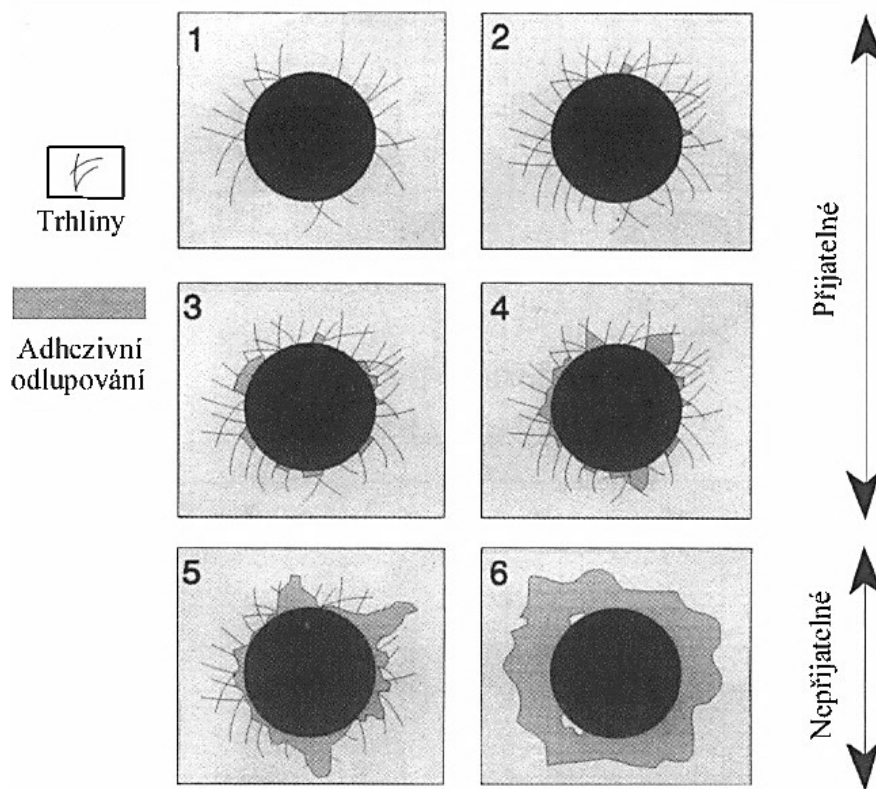 1
2
Trhliny
3
4
Adhezivní
odlupování
5
6
Přijatelné
Nepřijatelné